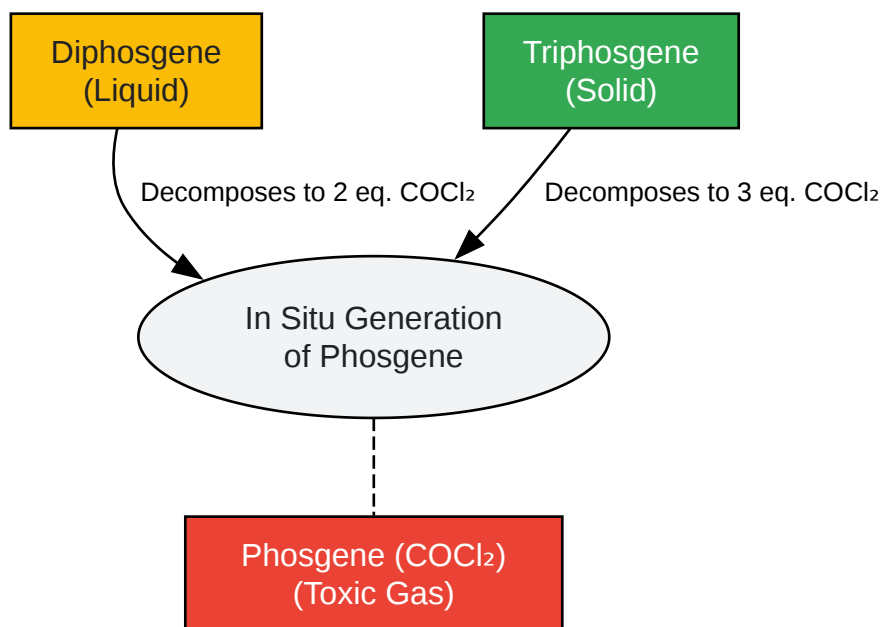 Diphosgene
(Liquid)
Triphosgene
(Solid)
Decomposes to 2 eq. COCl₂
Decomposes to 3 eq. COCl₂
In Situ Generation
of Phosgene
Phosgene (COCl₂)
(Toxic Gas)